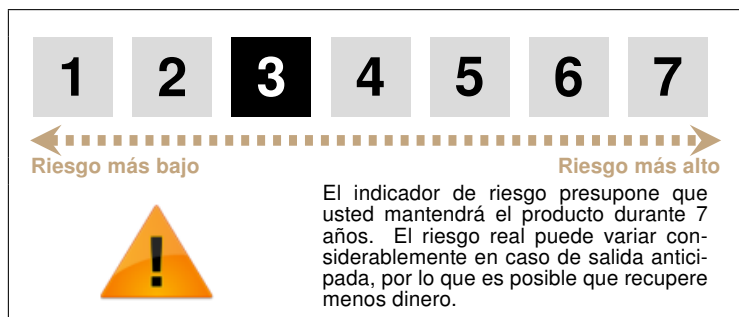 1 2 3 4 5 6 7
Riesgo más bajo Riesgo más alto
El indicador de riesgo presupone que
usted mantendrá el producto durante 7
años. El riesgo real puede variar con-
siderablemente en caso de salida antici-
pada, por lo que es posible que recupere
menos dinero.
!